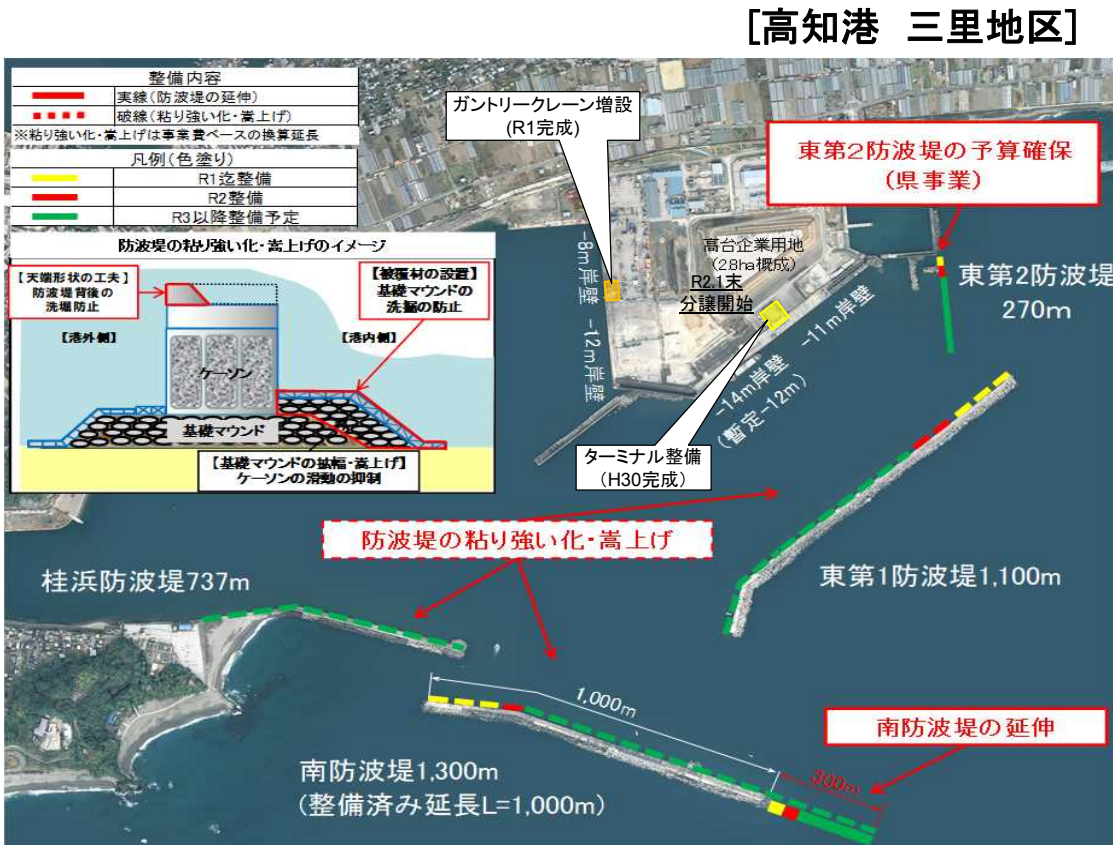 [高知港 三里地区]
整備内容
実線(防波堤の延伸)
破線(粘り強い化・嵩上げ)
※粘り強い化・嵩上げは事業費ベースの換算延長
凡例(色塗り)
R1迄整備
R2整備
R3以降整備予定
防波堤の粘り強い化・嵩上げのイメージ
【天端形状の工夫】
防波堤背後の
洗堀防止
【被覆材の設置】
基礎マウンドの
洗掘の防止
【港外側】
【港内側】
ケーソン
基礎マウンド
【基礎マウンドの拡幅・嵩上げ】
ケーソンの滑動の抑制
ガントリークレーン増設
(R1完成)
東第2防波堤の予算確保
(県事業)
-8m岸壁
-12m岸壁
高台企業用地
(28ha概成)
R2.1末
分譲開始
-11m岸壁
-14m岸壁
(暫定-12m)
東第2防波堤
270m
ターミナル整備
(H30完成)
防波堤の粘り強い化・嵩上げ
東第1防波堤1,100m
桂浜防波堤737m
1,000m
南防波堤の延伸
300m
南防波堤1,300m
(整備済み延長L=1,000m)